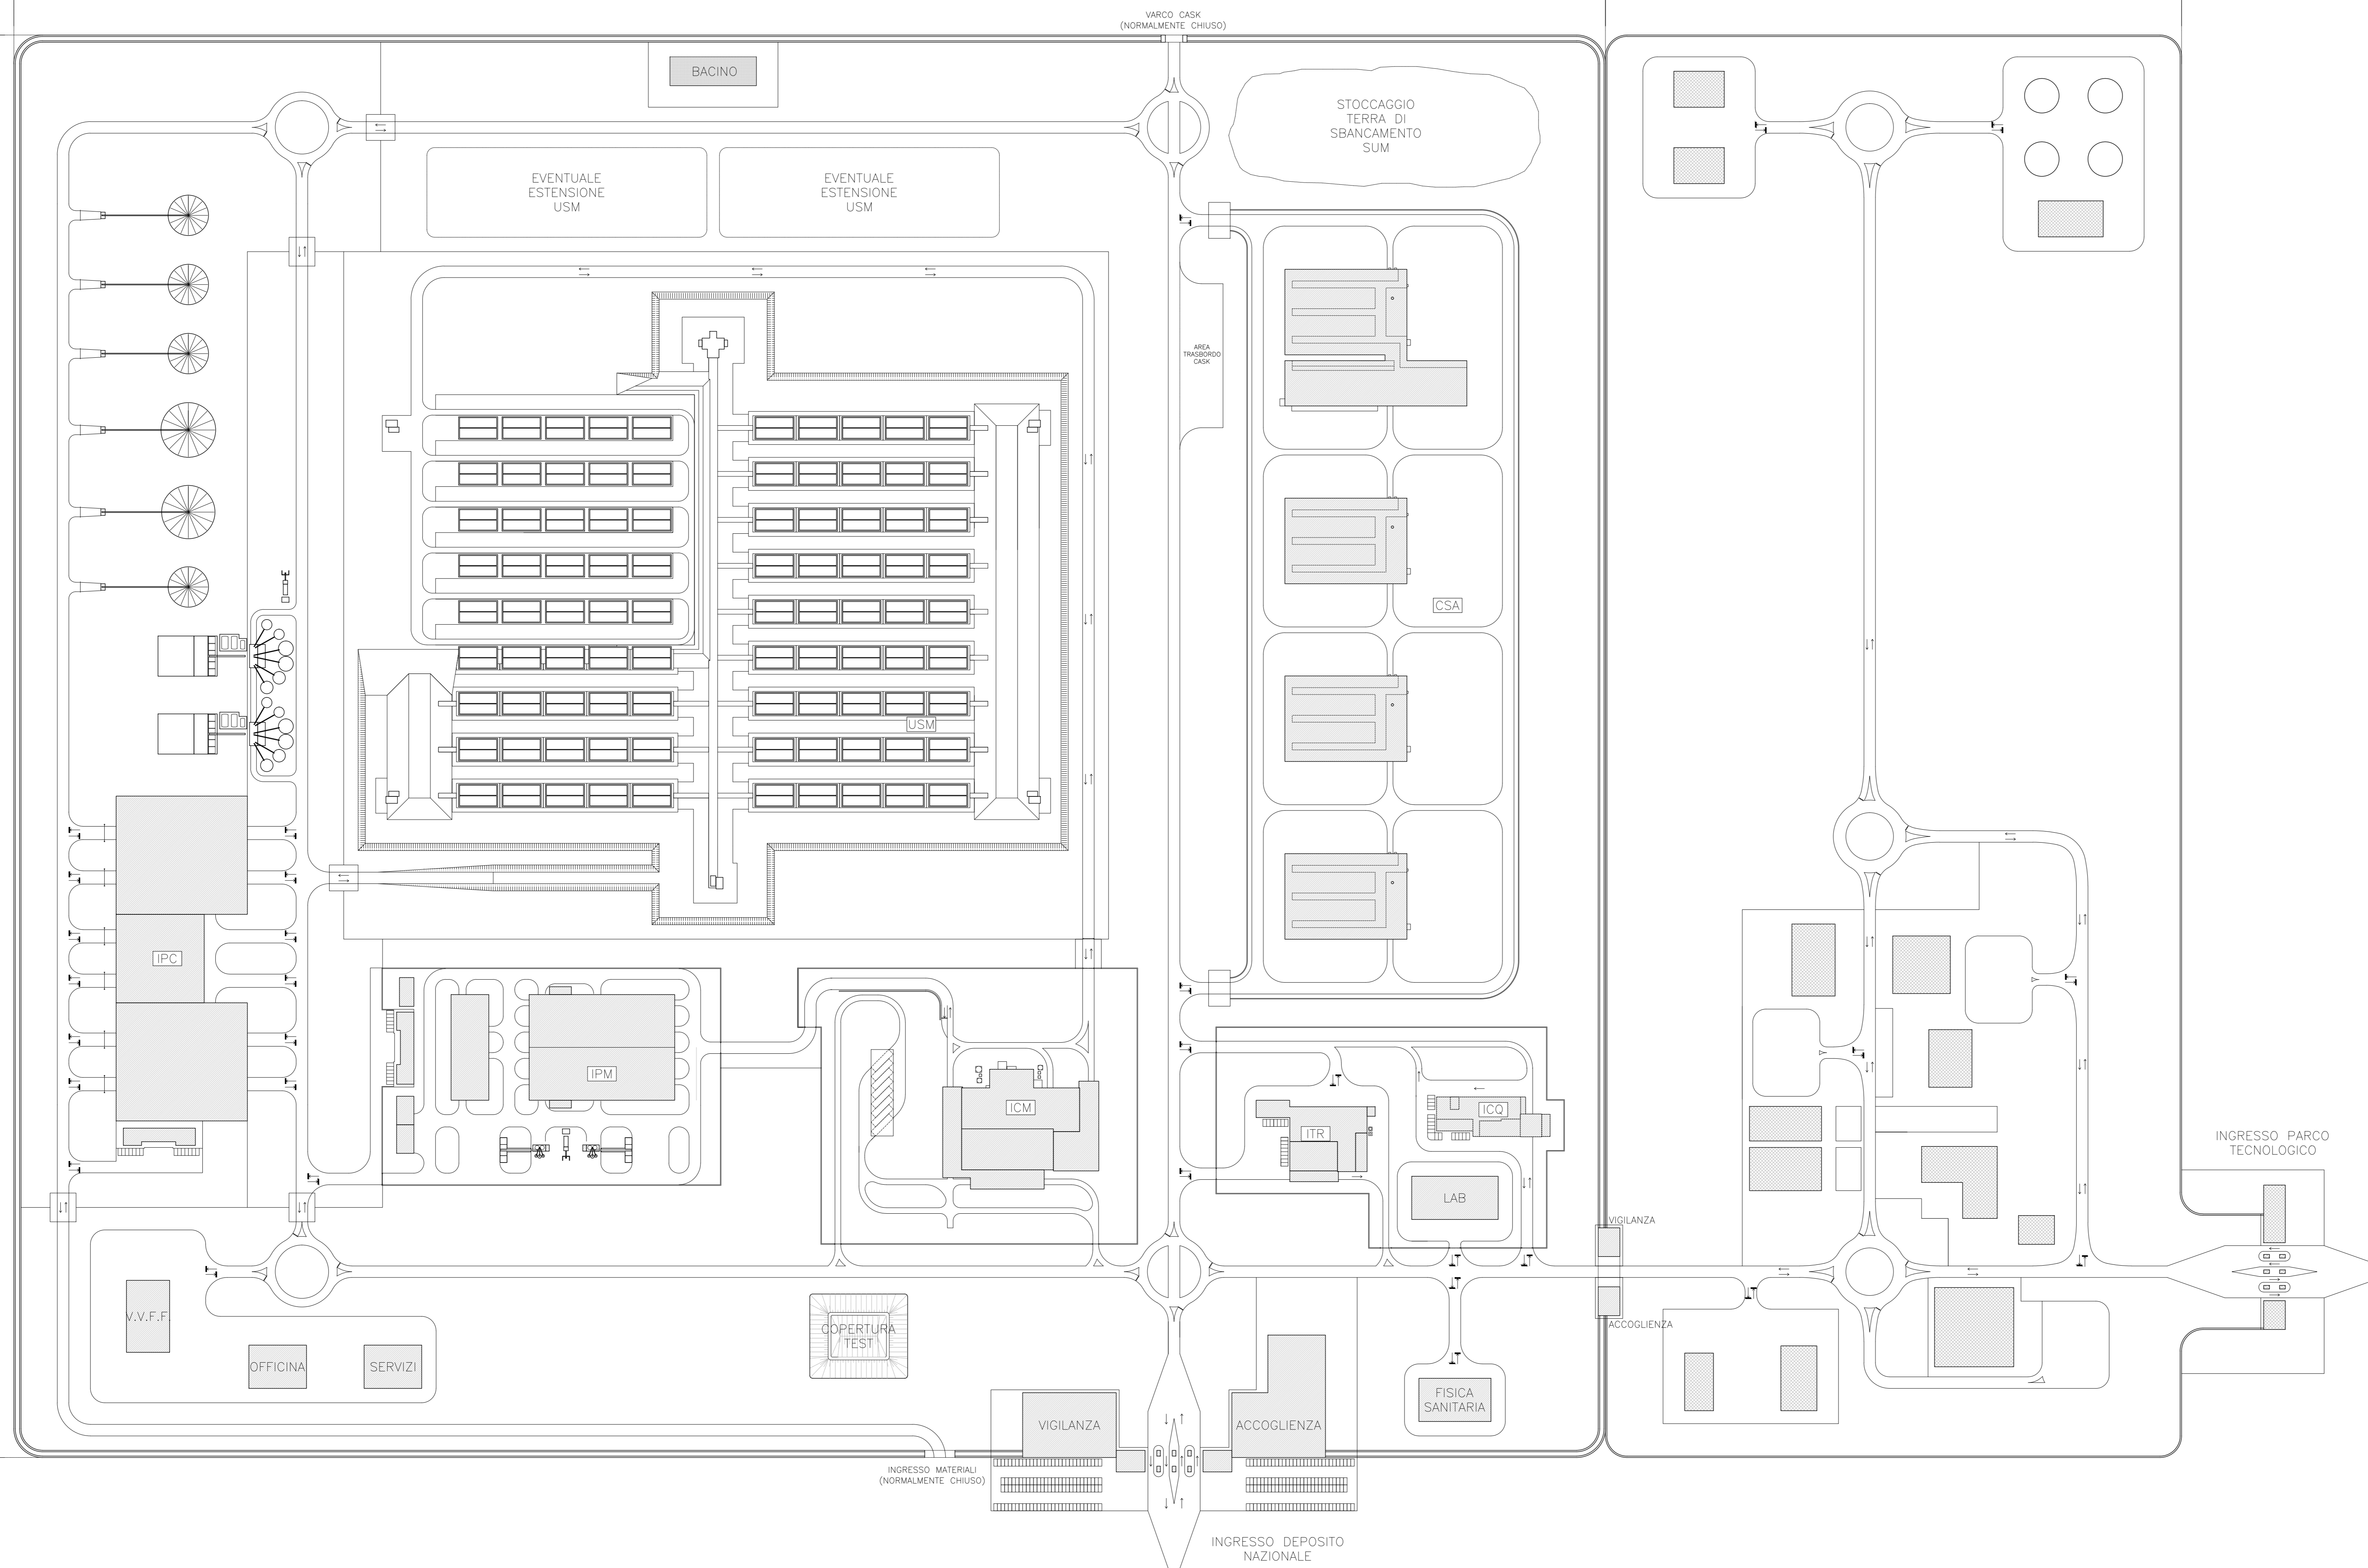 VARCO CASK
(NORMALMENTE CHIUSO)
BACINO
STOCCAGGIO
TERRA DI
SBANCAMENTO
SUM
EVENTUALE
ESTENSIONE
USM
EVENTUALE
ESTENSIONE
USM
AREA
TRASBORDO
CASK
CSA
USM
IPC
IPM
ICM
ITR
ICQ
LAB
INGRESSO PARCO
TECNOLOGICO
VIGILANZA
ACCOGLIENZA
V.V.F.F.
OFFICINA
SERVIZI
COPERTURA
TEST
FISICA
SANITARIA
VIGILANZA
ACCOGLIENZA
INGRESSO MATERIALI
(NORMALMENTE CHIUSO)
INGRESSO DEPOSITO
NAZIONALE